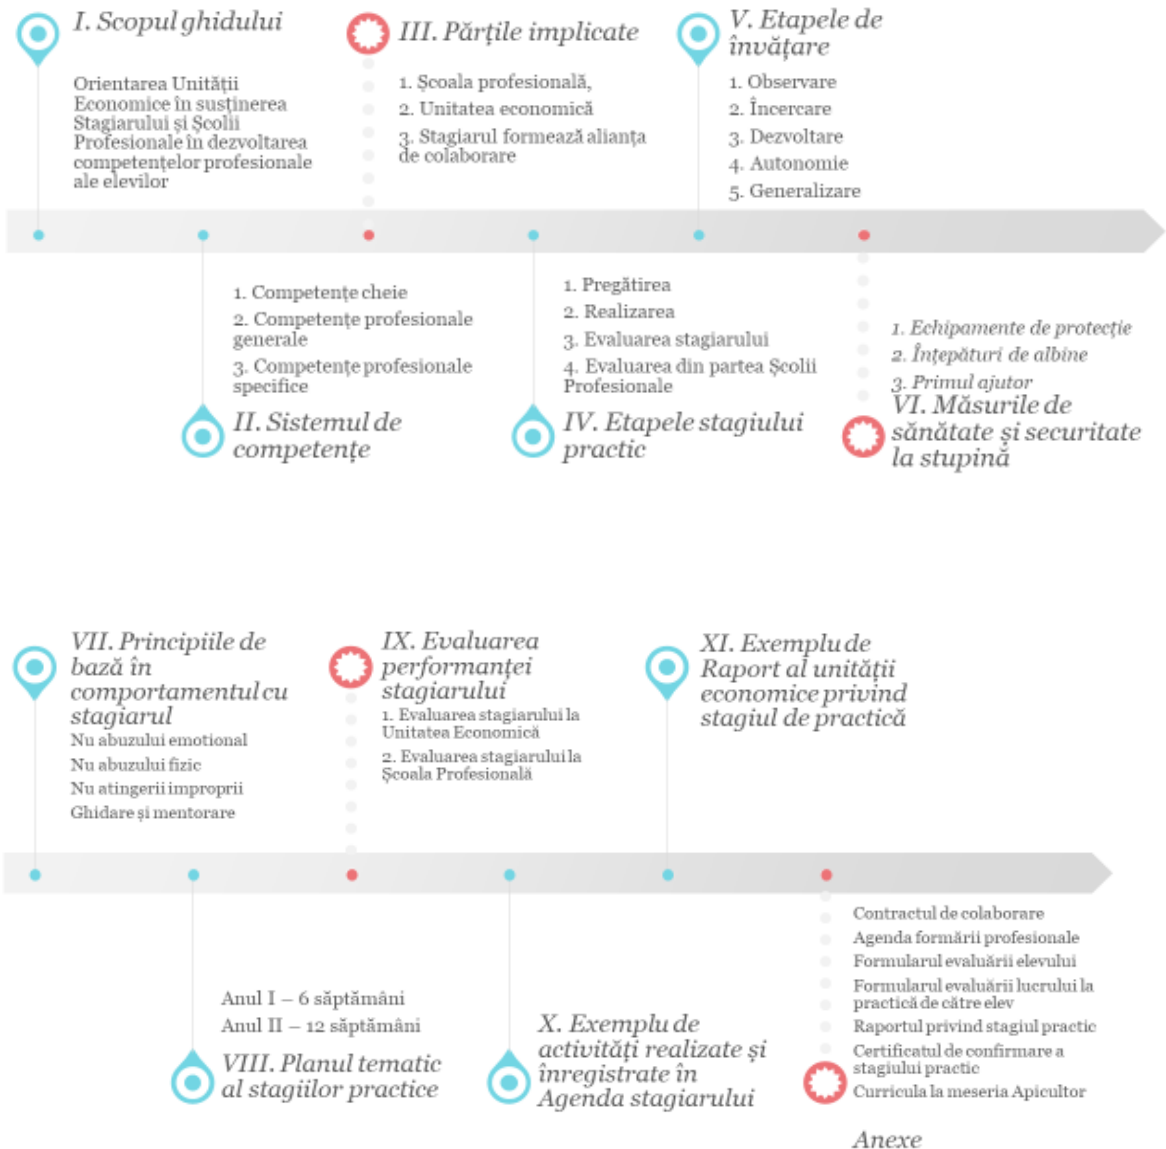 I. Scopul ghidului
Orientarea Unității
Economice în susținerea
Stagiarului și Școlii
Profesionale în dezvoltarea
competențelor profesionale
ale elevilor
1. Competențe cheie
2. Competențe profesionale
generale
3. Competențe profesionale
specifice
II. Sistemul de
competențe
III. Părțile implicate
1. Școala profesională,
2. Unitatea economică
3. Stagiarul formează alianța
de colaborare
1. Pregătirea
2. Realizarea
3. Evaluarea stagiarului
4. Evaluarea din partea Școlii
Profesionale
IV. Etapele stagiului
practic
V. Etapele de
învățare
1. Observare
2. Încercare
3. Dezvoltare
4. Autonomie
5. Generalizare
1. Echipamente de protecție
2. Înțepături de albine
3. Primul ajutor
VI. Măsurile de
sănătate și securitate
la stupină
VII. Principiile de
bază în
comportamentul cu
stagiarul
Nu abuzului emotional
Nu abuzului fizic
Nu atingerii improprii
Ghidare și mentorare
Anul I – 6 săptămâni
Anul II – 12 săptămâni
VIII. Planul tematic
al stagiilor practice
IX. Evaluarea
performanței
stagiarului
1. Evaluarea stagiarului la
Unitatea Economică
2. Evaluarea stagiarului la
Școala Profesională
X. Exemplu de
activități realizate și
înregistrate în
Agenda stagiarului
XI. Exemplu de
Raport al unității
economice privind
stagiul de practică
Contractul de colaborare
Agenda formării profesionale
Formularul evaluării elevului
Formularul evaluării lucrului la
practică de către elev
Raportul privind stagiul practic
Certificatul de confirmare a
stagiului practic
Curricula la meseria Apicultor
Anexe